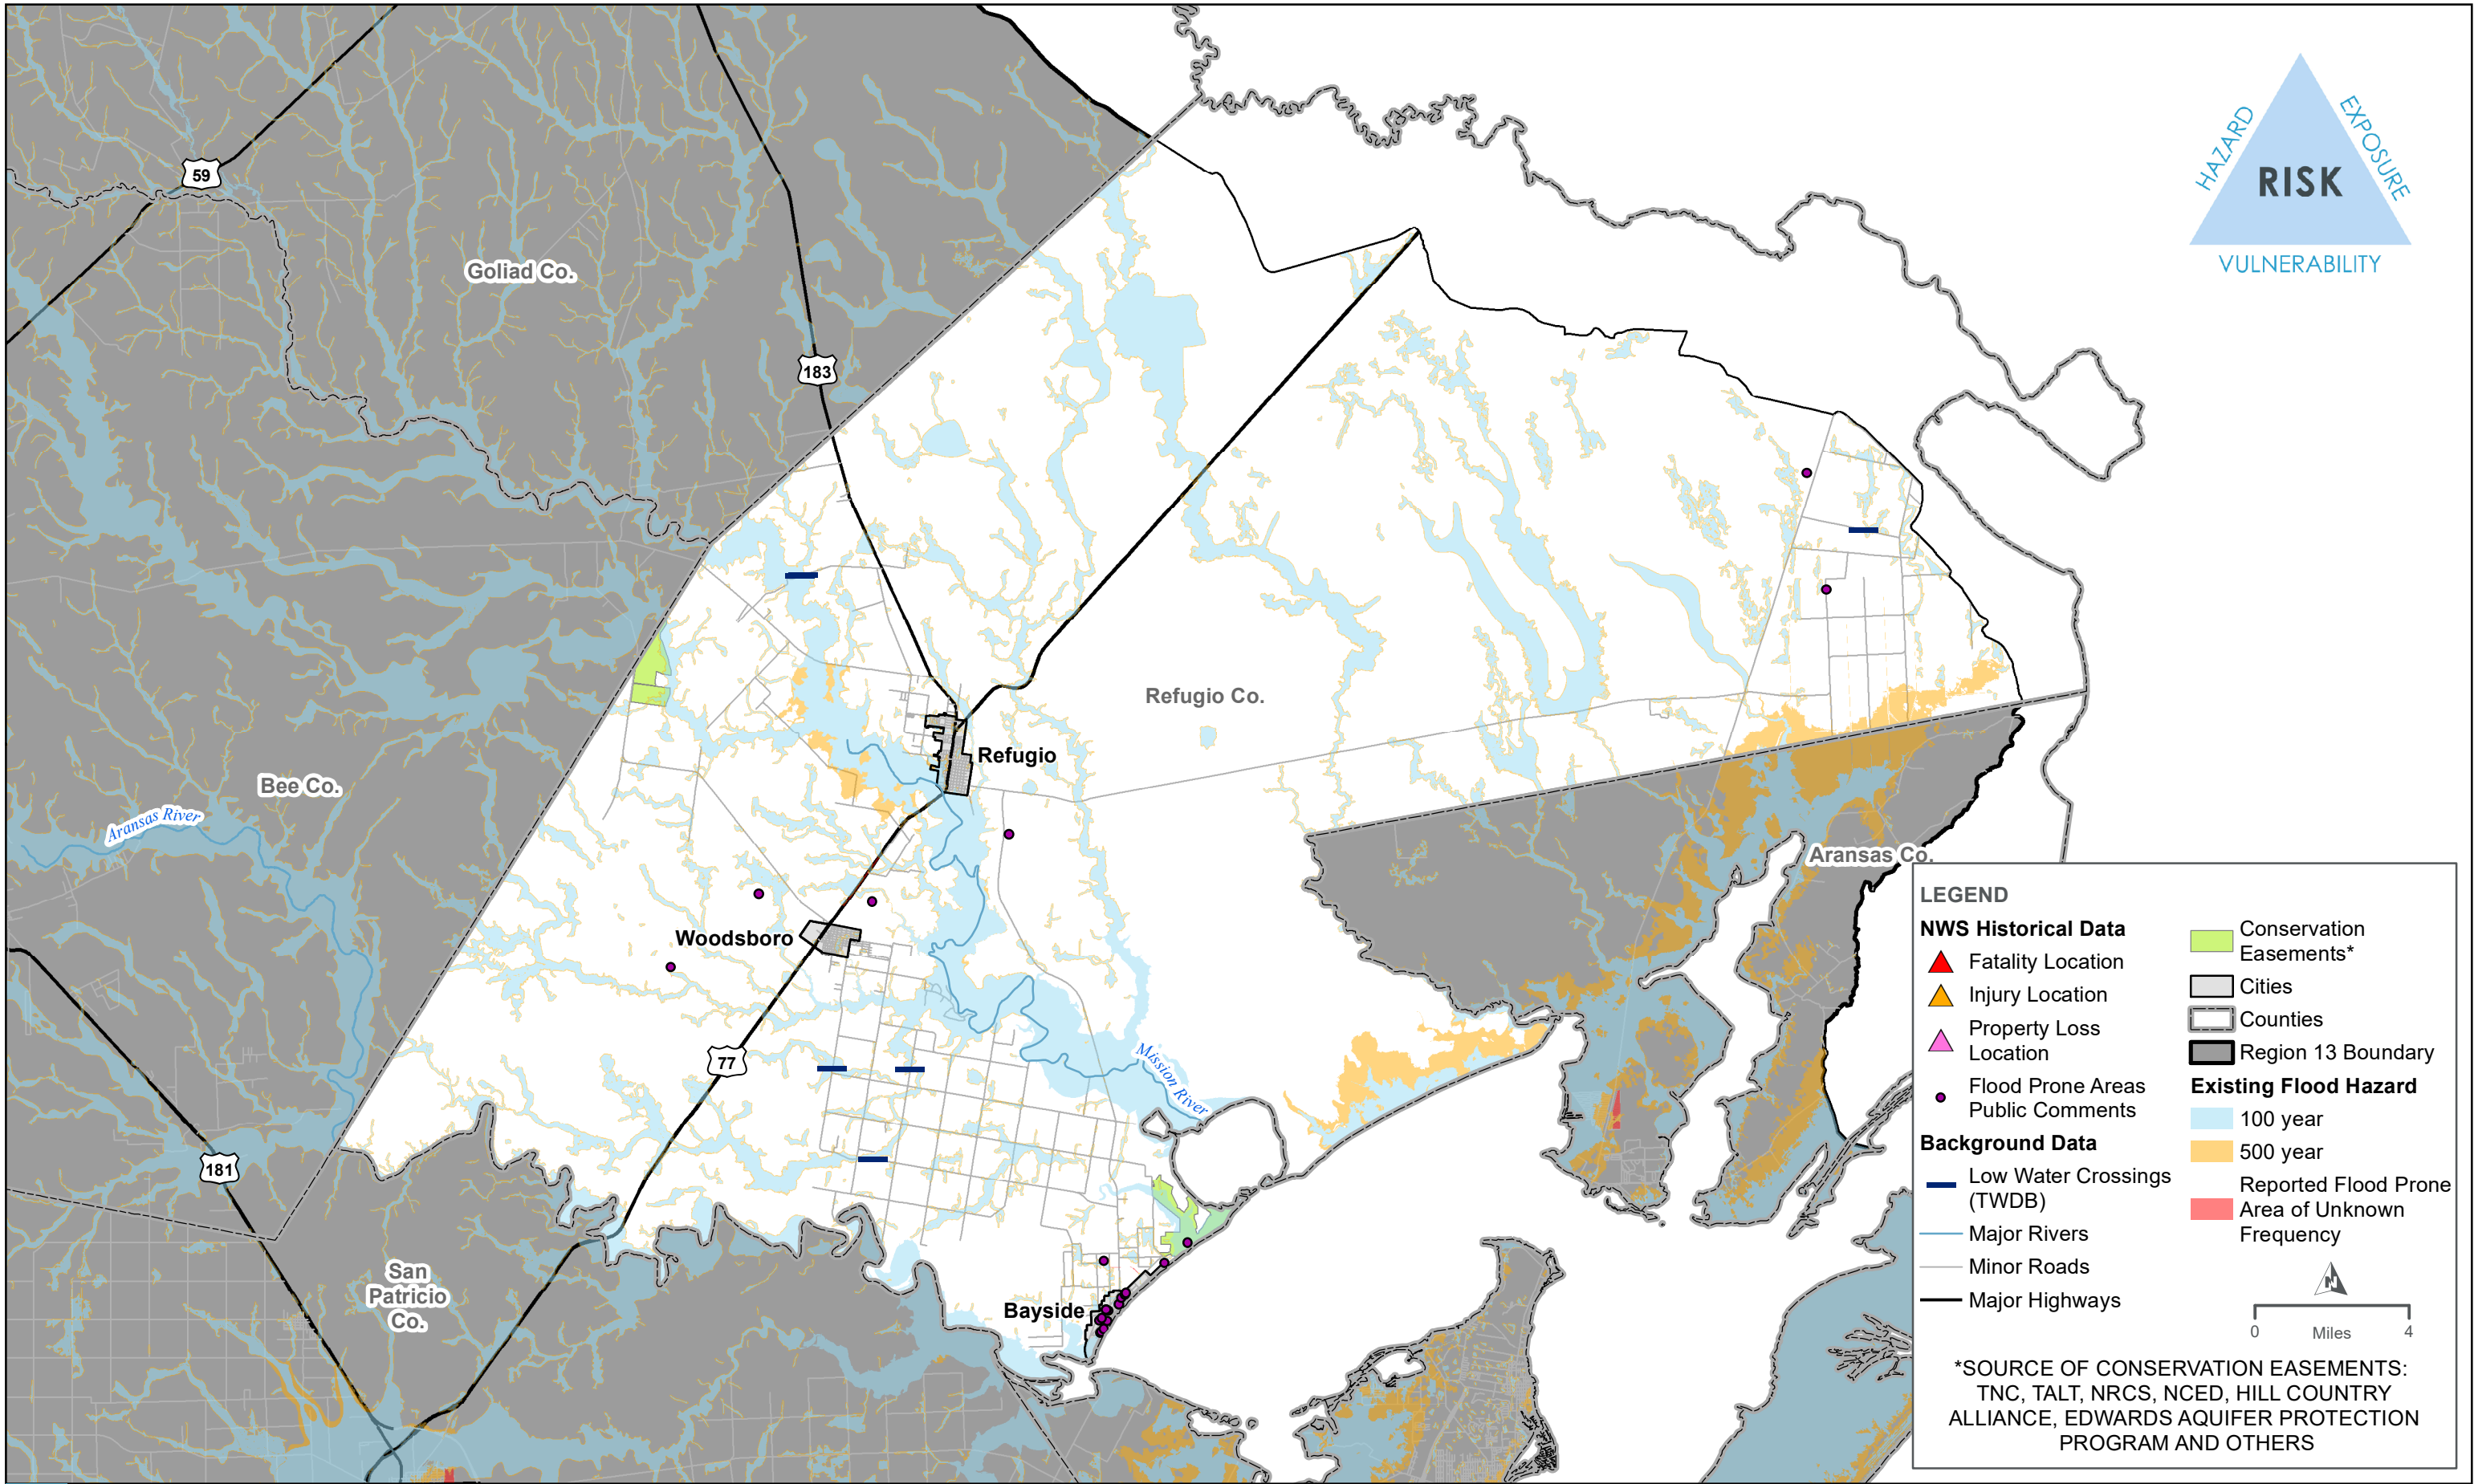 HAZARD
EXPOSURE
RISK
VULNERABILITY
59
Goliad Co.
183
Refugio Co.
Refugio
Bee Co.
Aransas River
Aransas Co.
Woodsboro
77
Mission River
181
San
Patricio
Co.
Bayside
LEGEND
NWS Historical Data
Fatality Location
Injury Location
Property Loss
Location
Flood Prone Areas
Public Comments
Background Data
Low Water Crossings
(TWDB)
Major Rivers
Minor Roads
Major Highways
Conservation
Easements*
Cities
Counties
Region 13 Boundary
Existing Flood Hazard
100 year
500 year
Reported Flood Prone
Area of Unknown
Frequency
N
0 Miles 4
*SOURCE OF CONSERVATION EASEMENTS:
TNC, TALT, NRCS, NCED, HILL COUNTRY
ALLIANCE, EDWARDS AQUIFER PROTECTION
PROGRAM AND OTHERS